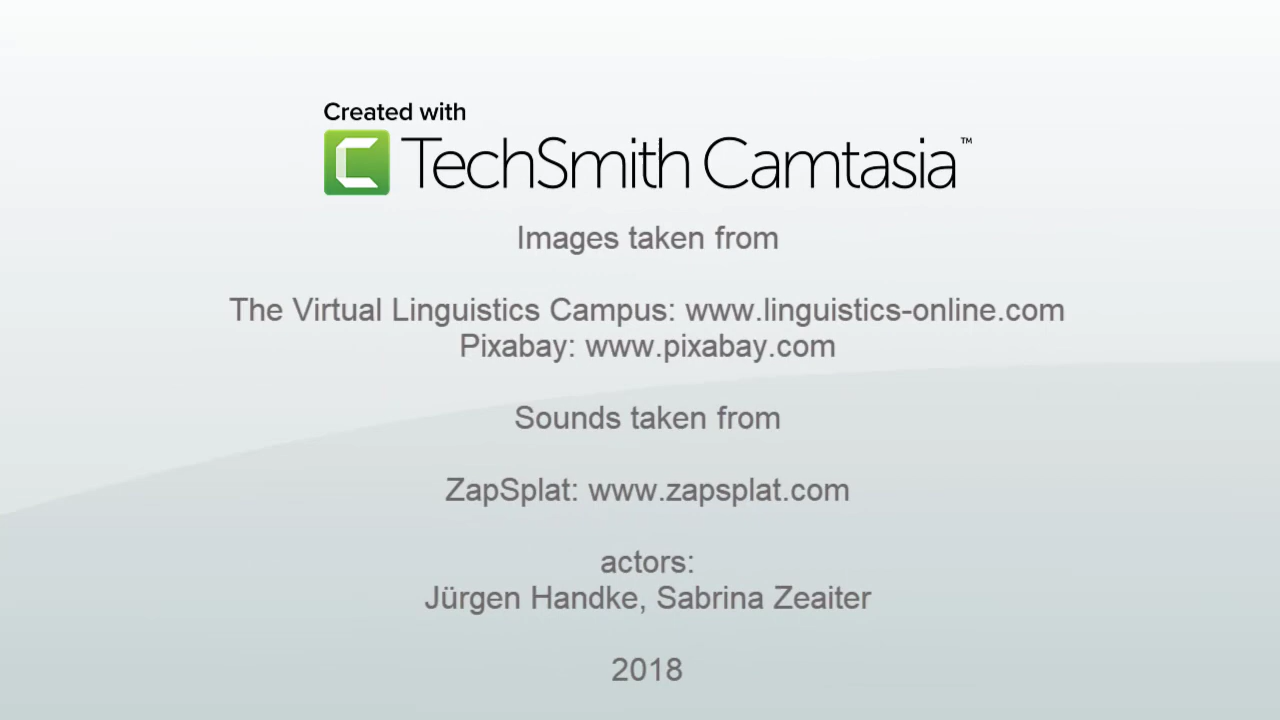 Created with
TechSmith Camtasia™
Images taken from
The Virtual Linguistics Campus: www.linguistics-online.com
Pixabay: www.pixabay.com
Sounds taken from
ZapSplat: www.zapsplat.com
actors:
Jürgen Handke, Sabrina Zeaiter
2018